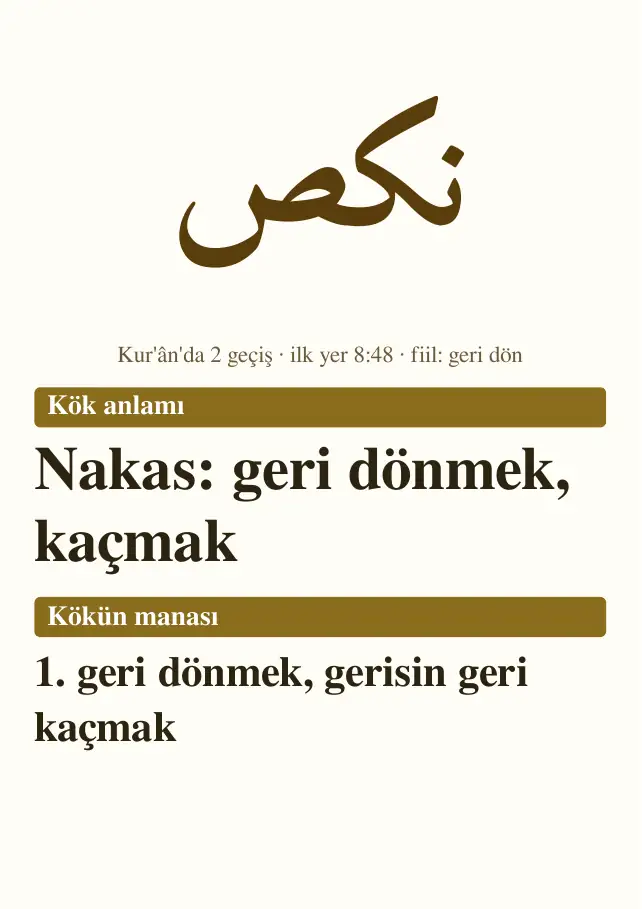 نكص
Kur'ân'da 2 geçiş · ilk yer 8:48 · fiil: geri dön
Kök anlamı
Nakas: geri dönmek,
kaçmak
Kökün manası
1. geri dönmek, gerisin geri
kaçmak